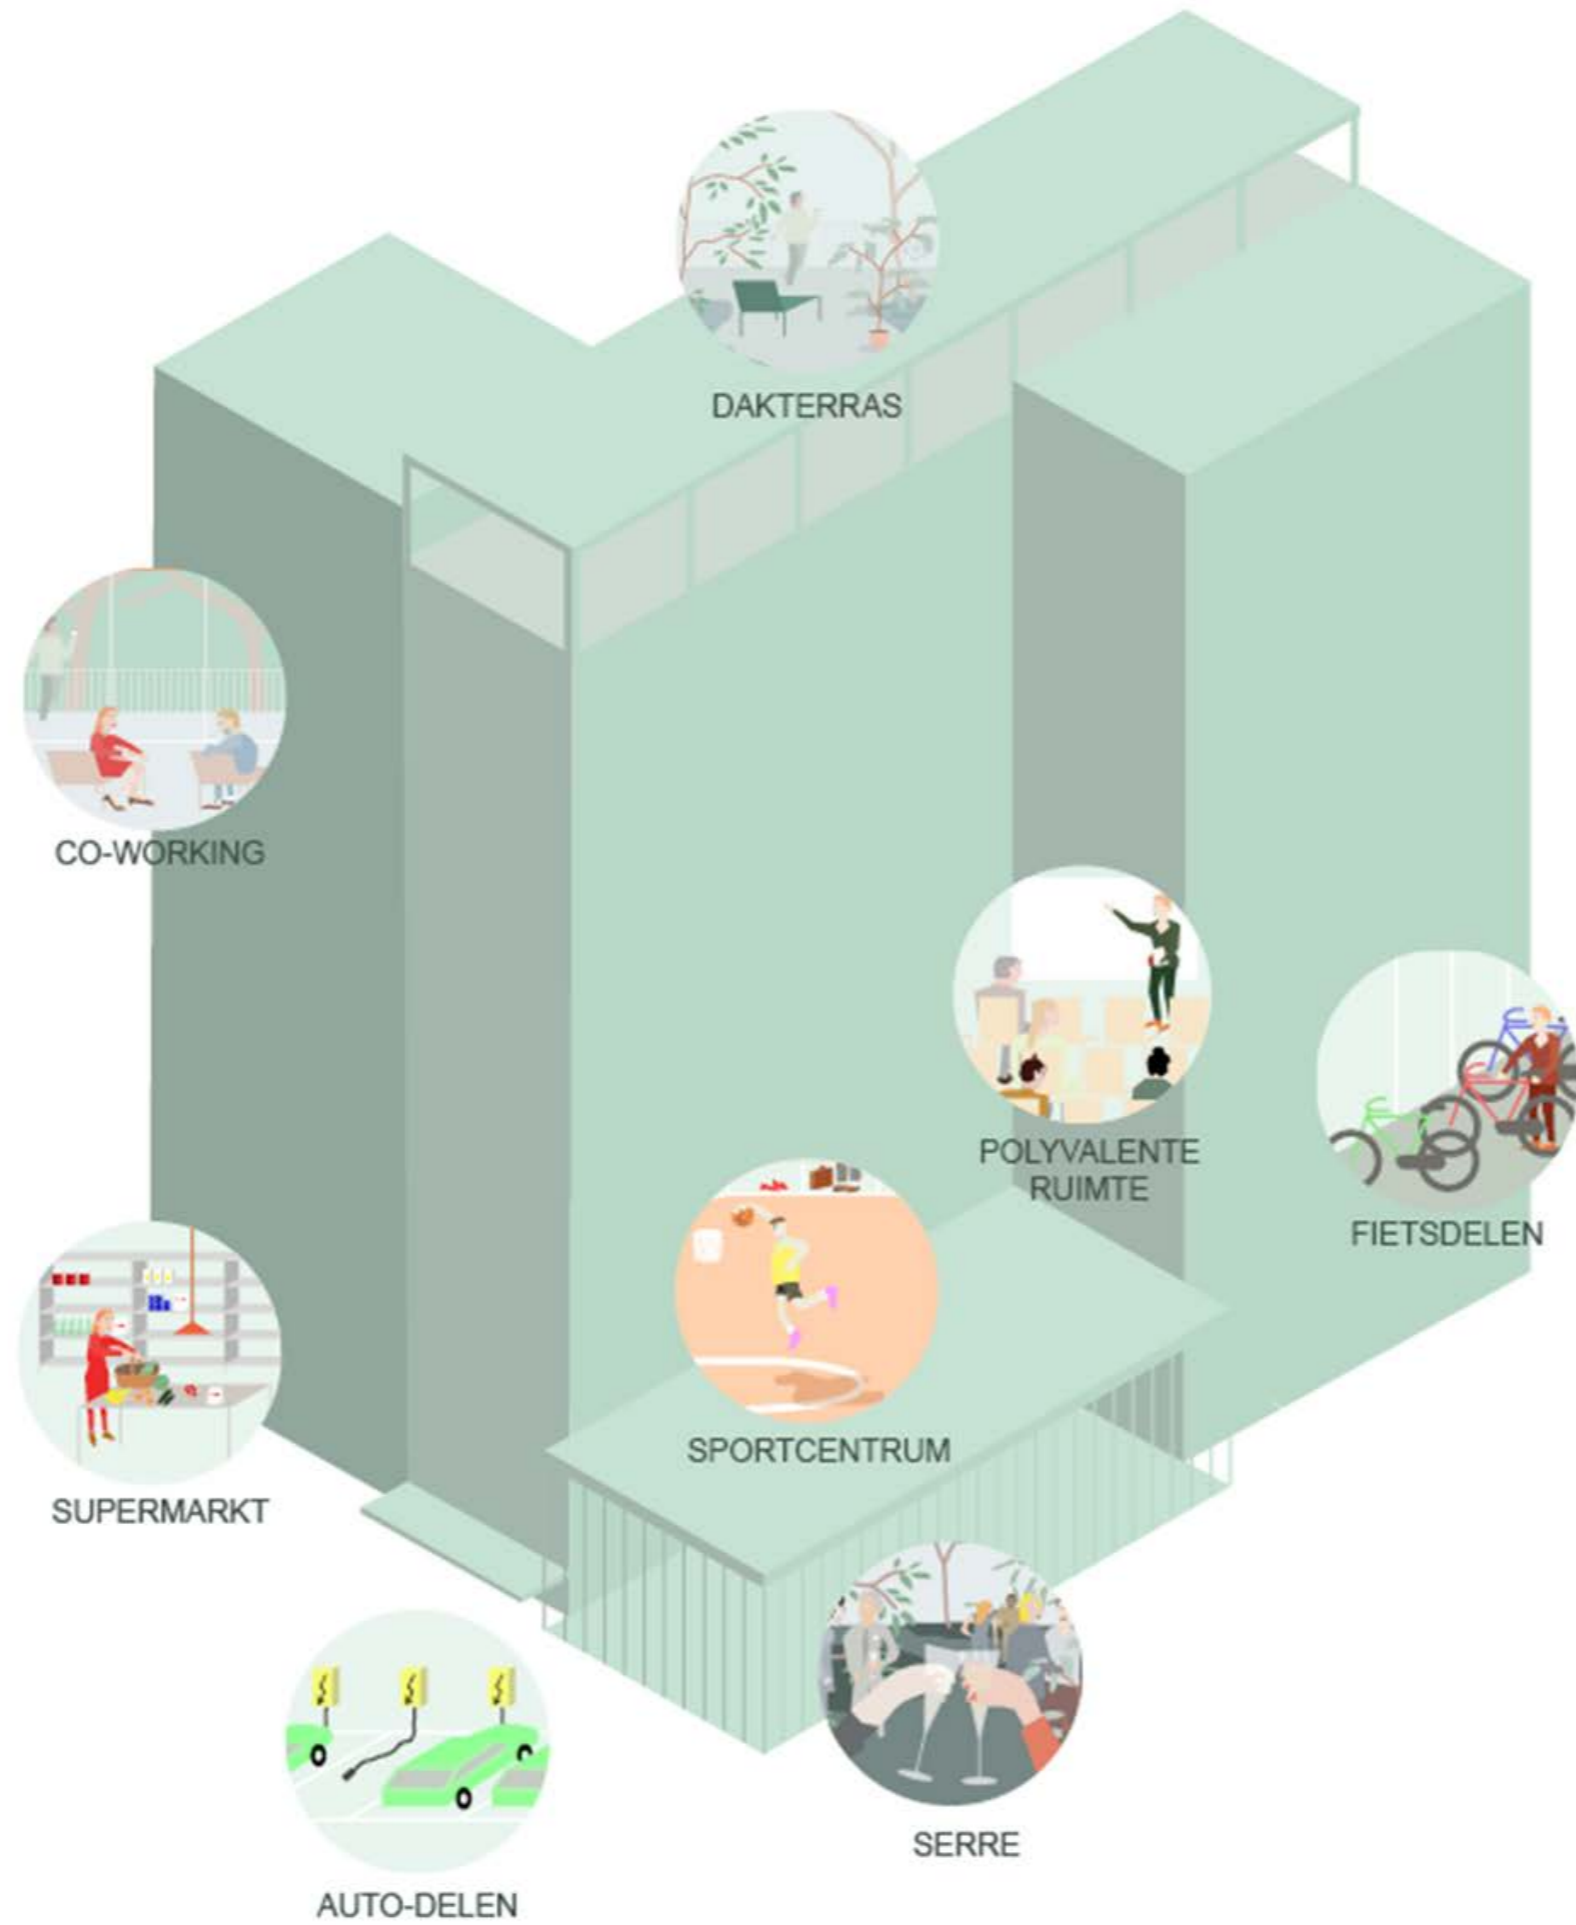 DAKTERRAS
CO-WORKING
POLYVALENTE
RUIMTE
FIETSDELEN
SPORTCENTRUM
SUPERMARKT
SERRE
AUTO-DELEN